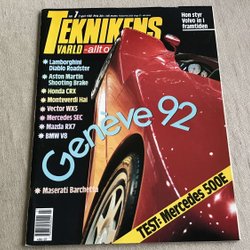 Nr 7
TEKNIKENS
VÄRLD
Hon styr
Volvo in i
framtiden
Lamborghini
Diablo Roadster
Aston Martin
Shooting Brake
Honda CRX
Monteverdi Hai
Vector WX3
Mercedes SEC
Mazda RX7
BMW V8
Genève 92
Maserati Barchetta
TEST: Mercedes 500E